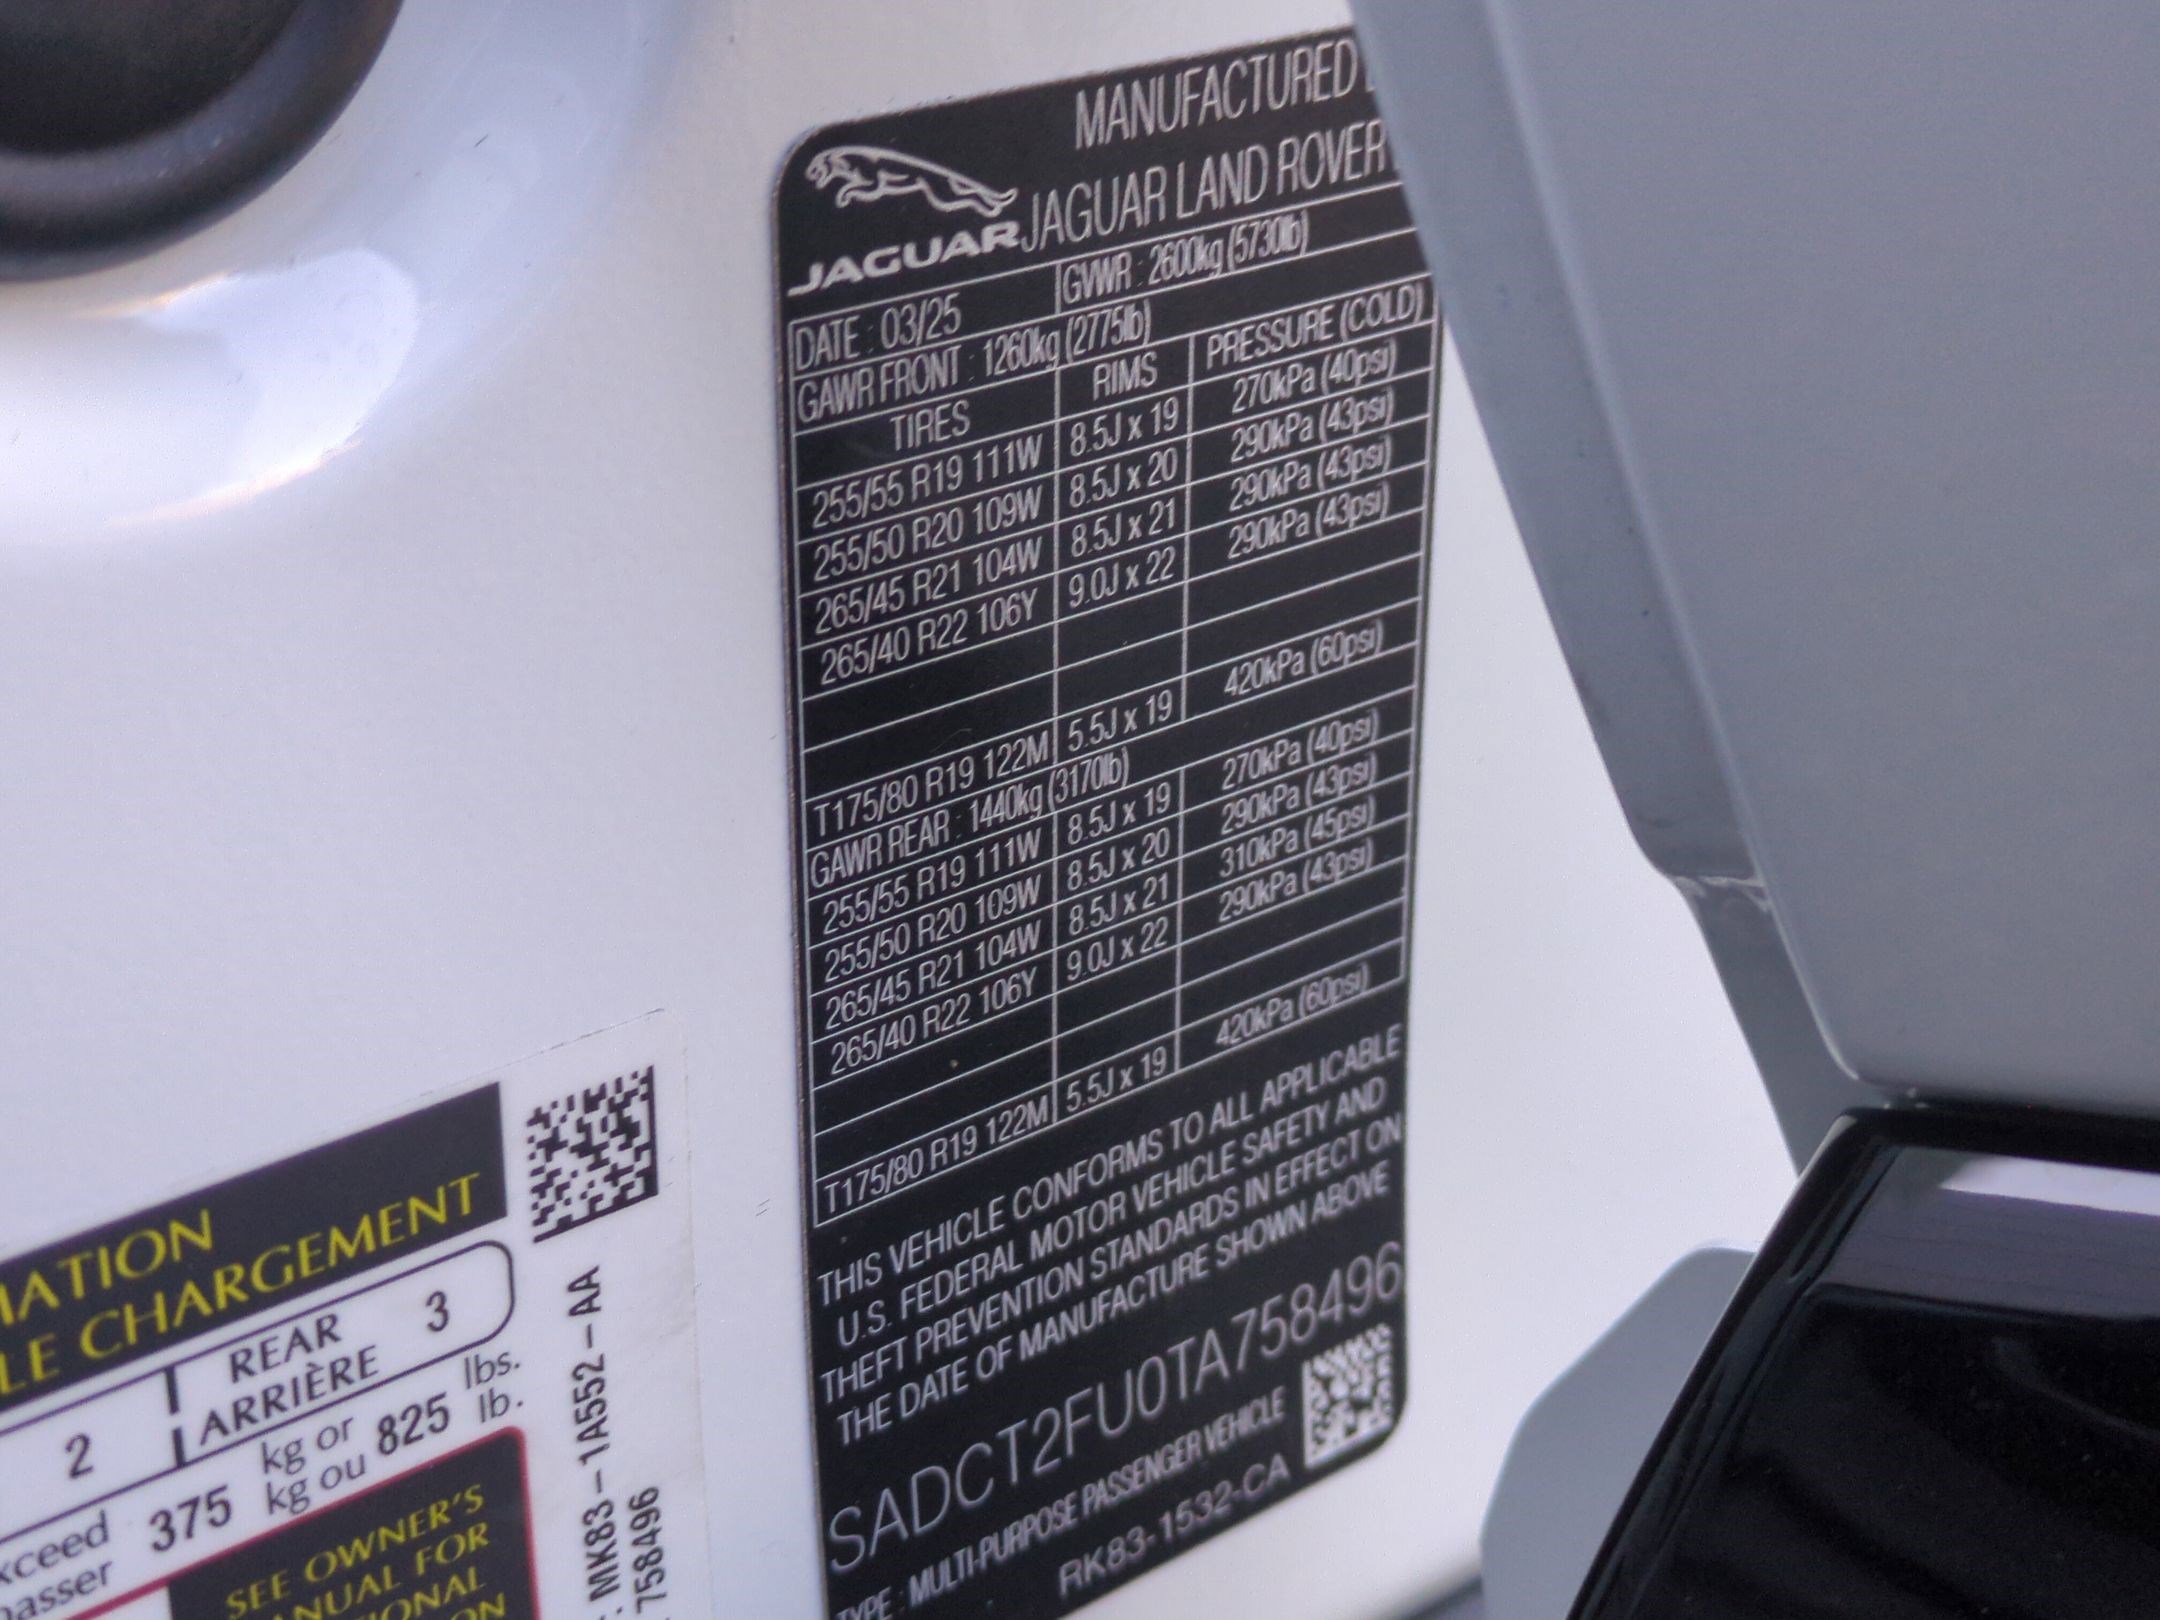 JAGUAR
MANUFACTURED
JAGUAR LAND ROVER
DATE : 03/25 GVWR : 2600kg (5730lb)
GAWR FRONT : 1260kg (2775lb)
TIRES RIMS PRESSURE (COLD)
255/55 R19 111W 8.5J x 19 270kPa (40psi)
255/50 R20 109W 8.5J x 20 290kPa (43psi)
265/45 R21 104W 8.5J x 21 290kPa (43psi)
265/40 R22 106Y 9.0J x 22 290kPa (43psi)
T175/80 R19 122M 5.5J x 19 420kPa (60psi)
GAWR REAR : 1440kg (3170lb)
255/55 R19 111W 8.5J x 19 270kPa (40psi)
255/50 R20 109W 8.5J x 20 290kPa (43psi)
265/45 R21 104W 8.5J x 21 310kPa (45psi)
265/40 R22 106Y 9.0J x 22 290kPa (43psi)
T175/80 R19 122M 5.5J x 19 420kPa (60psi)
THIS VEHICLE CONFORMS TO ALL APPLICABLE
U.S. FEDERAL MOTOR VEHICLE SAFETY AND
THEFT PREVENTION STANDARDS IN EFFECT ON
THE DATE OF MANUFACTURE SHOWN ABOVE
SADCT2FU0TA758496
TYPE : MULTI-PURPOSE PASSENGER VEHICLE
RK83-1532-CA
MATION
LE CHARGEMENT
2 REAR 3
ARRIÈRE
xceed 375 kg or 825 lbs.
passer kg ou lb.
SEE OWNER'S
ANUAL FOR
IONAL
ON
: MK83-1A552-AA
758496